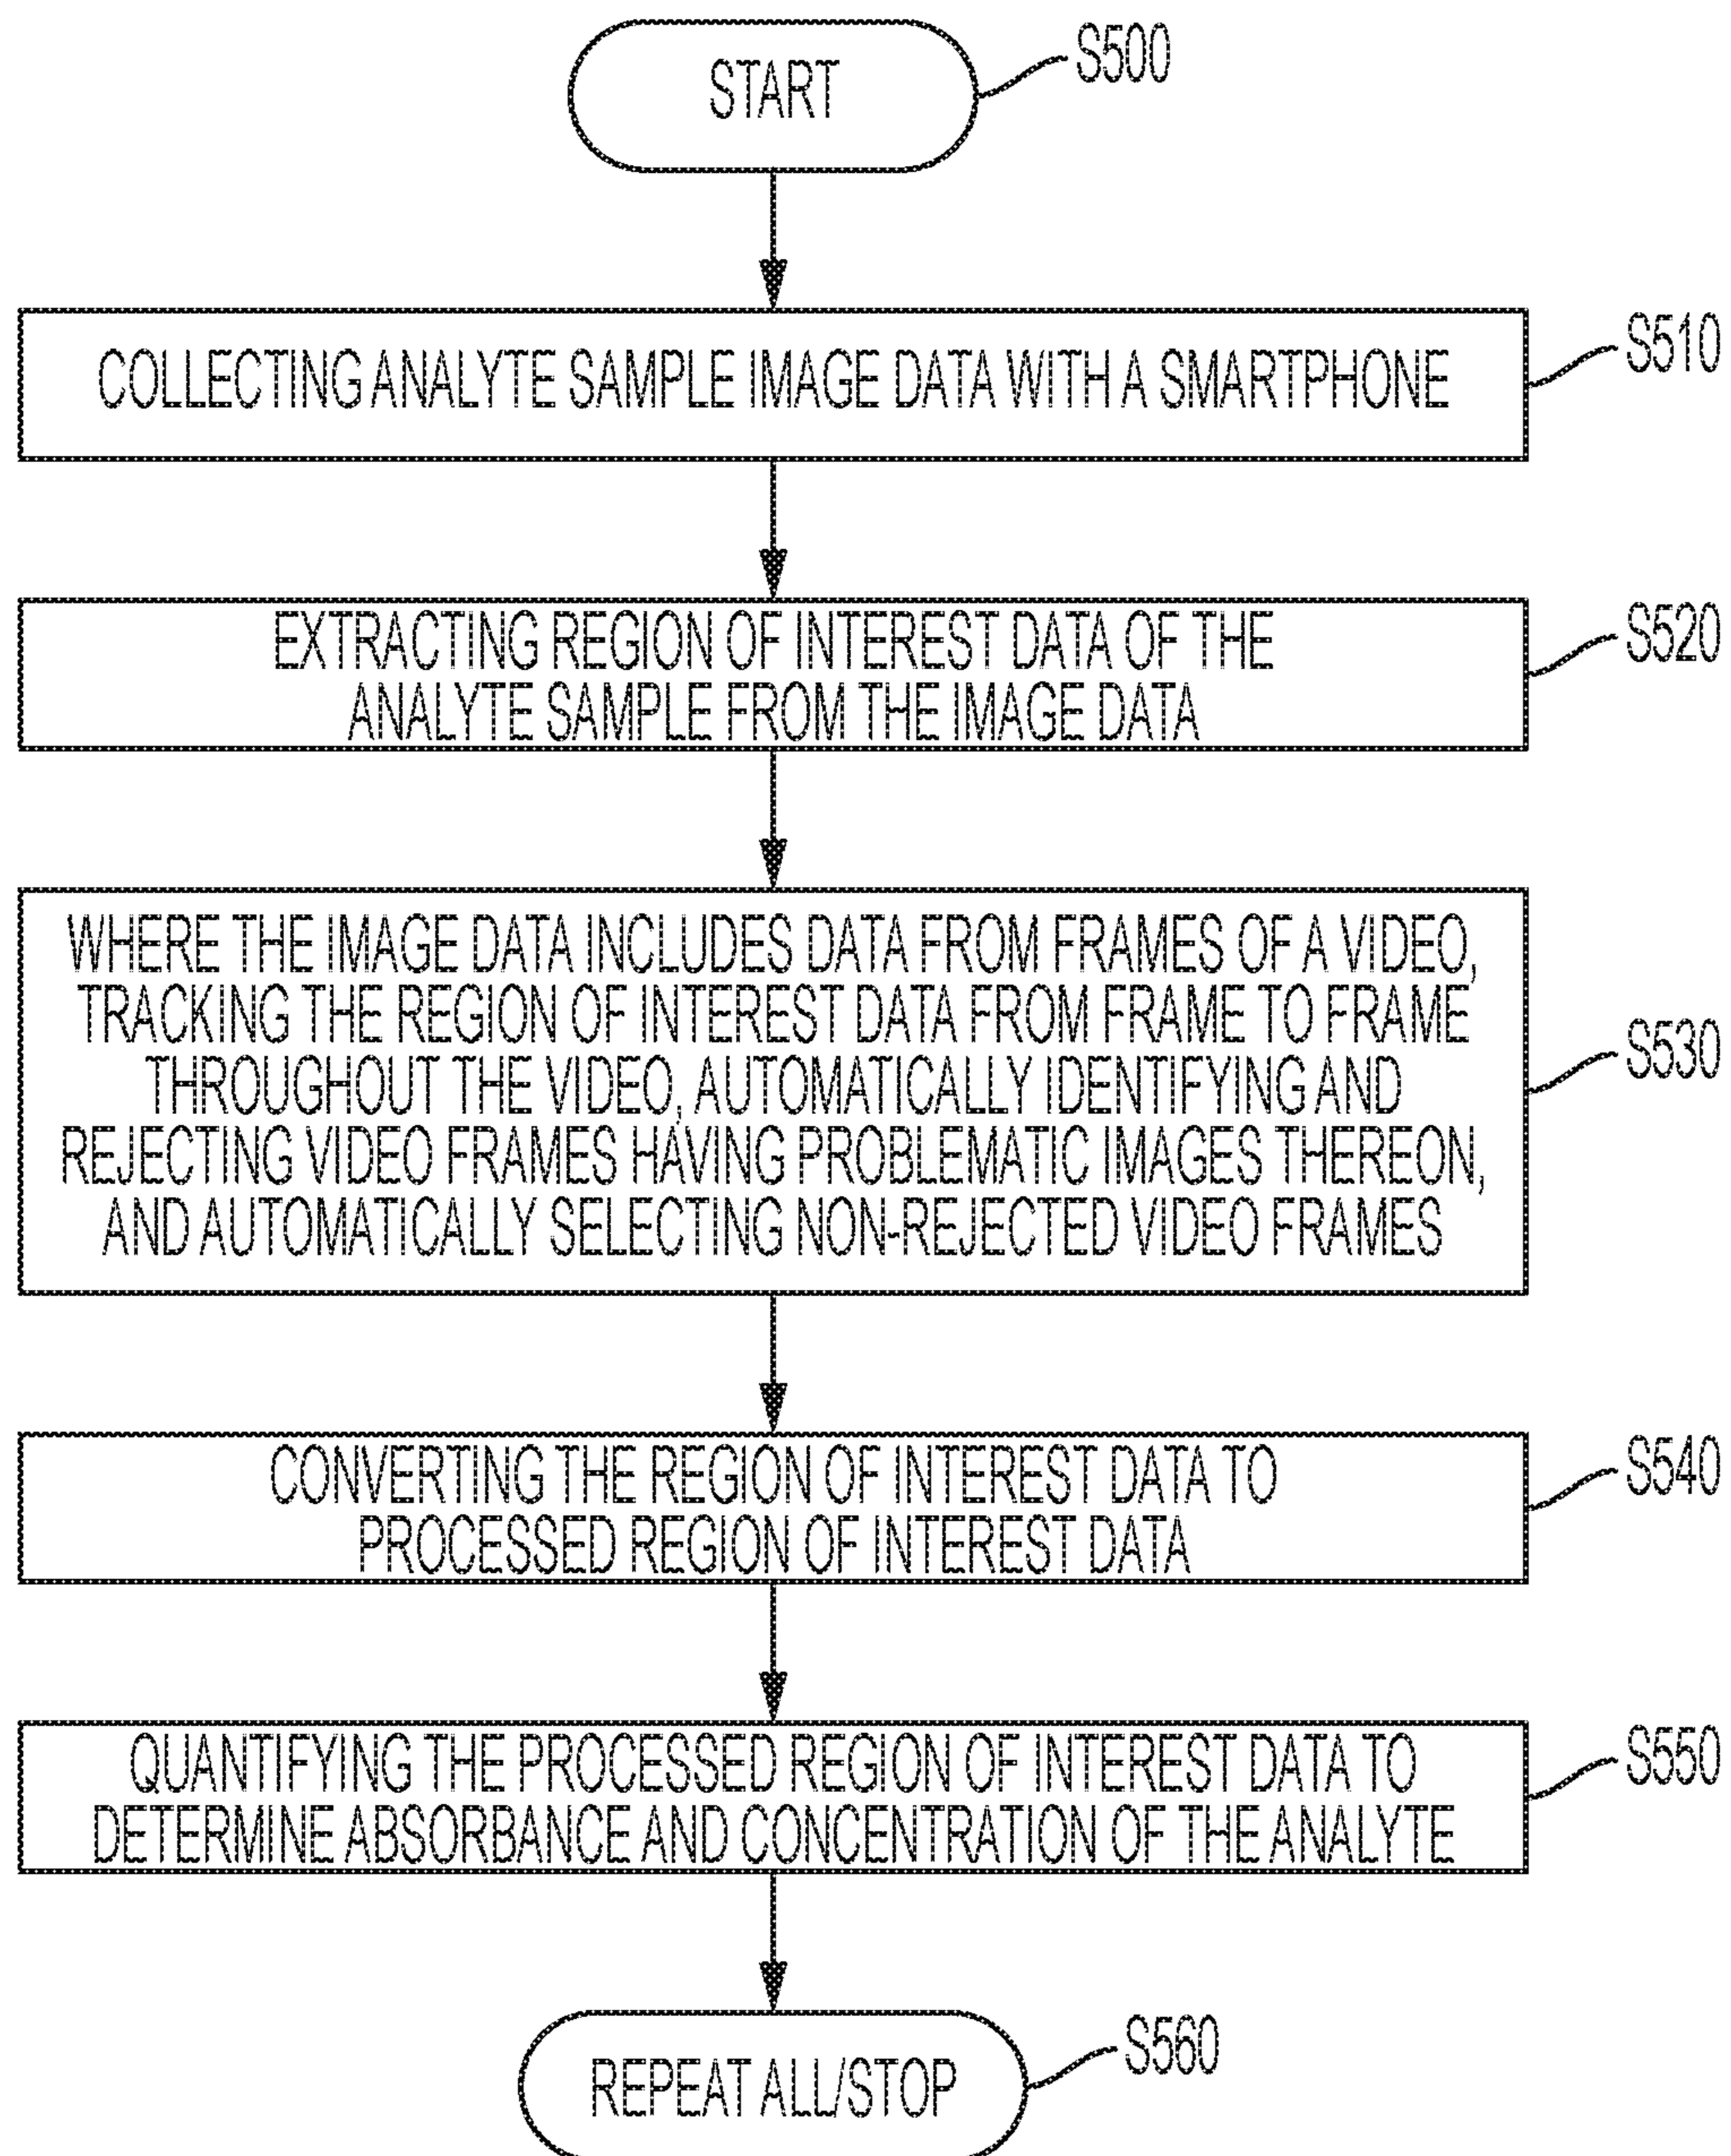 START
S500
COLLECTING ANALYTE SAMPLE IMAGE DATA WITH A SMARTPHONE
S510
EXTRACTING REGION OF INTEREST DATA OF THE
ANALYTE SAMPLE FROM THE IMAGE DATA
S520
WHERE THE IMAGE DATA INCLUDES DATA FROM FRAMES OF A VIDEO,
TRACKING THE REGION OF INTEREST DATA FROM FRAME TO FRAME
THROUGHOUT THE VIDEO, AUTOMATICALLY IDENTIFYING AND
REJECTING VIDEO FRAMES HAVING PROBLEMATIC IMAGES THEREON,
AND AUTOMATICALLY SELECTING NON-REJECTED VIDEO FRAMES
S530
CONVERTING THE REGION OF INTEREST DATA TO
PROCESSED REGION OF INTEREST DATA
S540
QUANTIFYING THE PROCESSED REGION OF INTEREST DATA TO
DETERMINE ABSORBANCE AND CONCENTRATION OF THE ANALYTE
S550
REPEAT ALL/STOP
S560